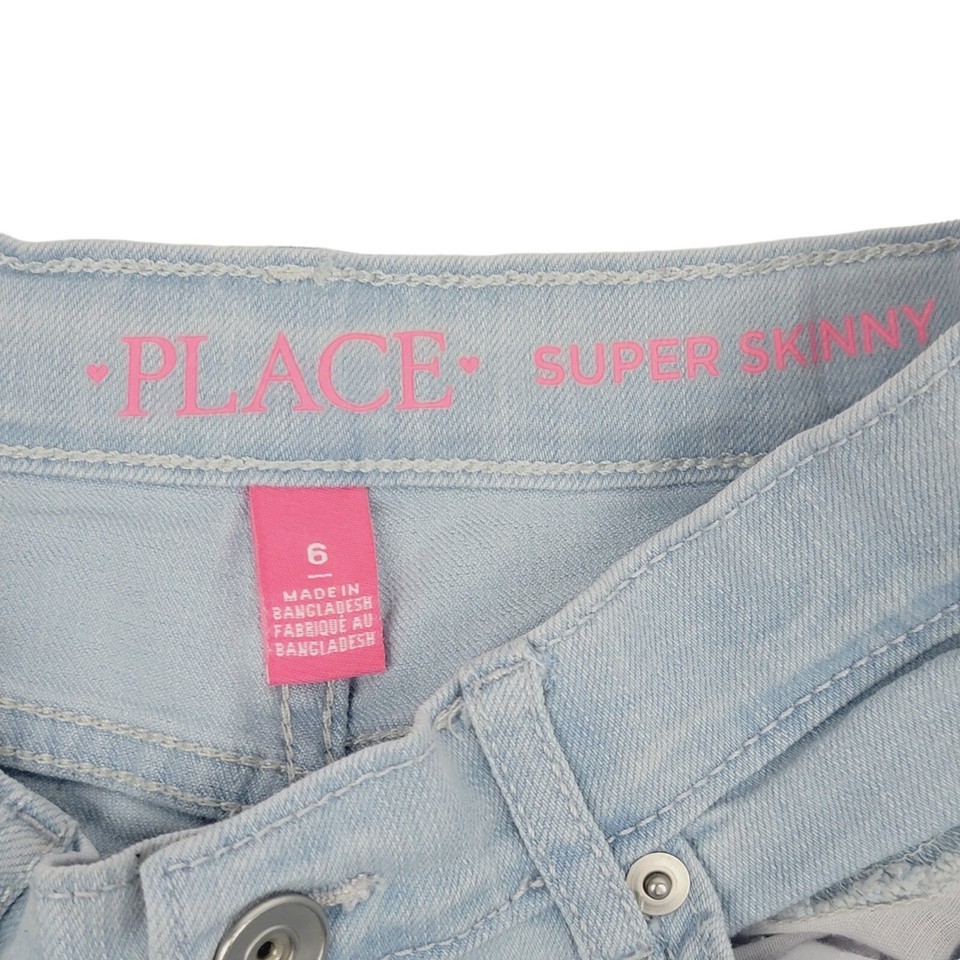 PLACE SUPER SKINNY
6
MADE IN
BANGLADESH
FABRIQUÉ AU
BANGLADESH